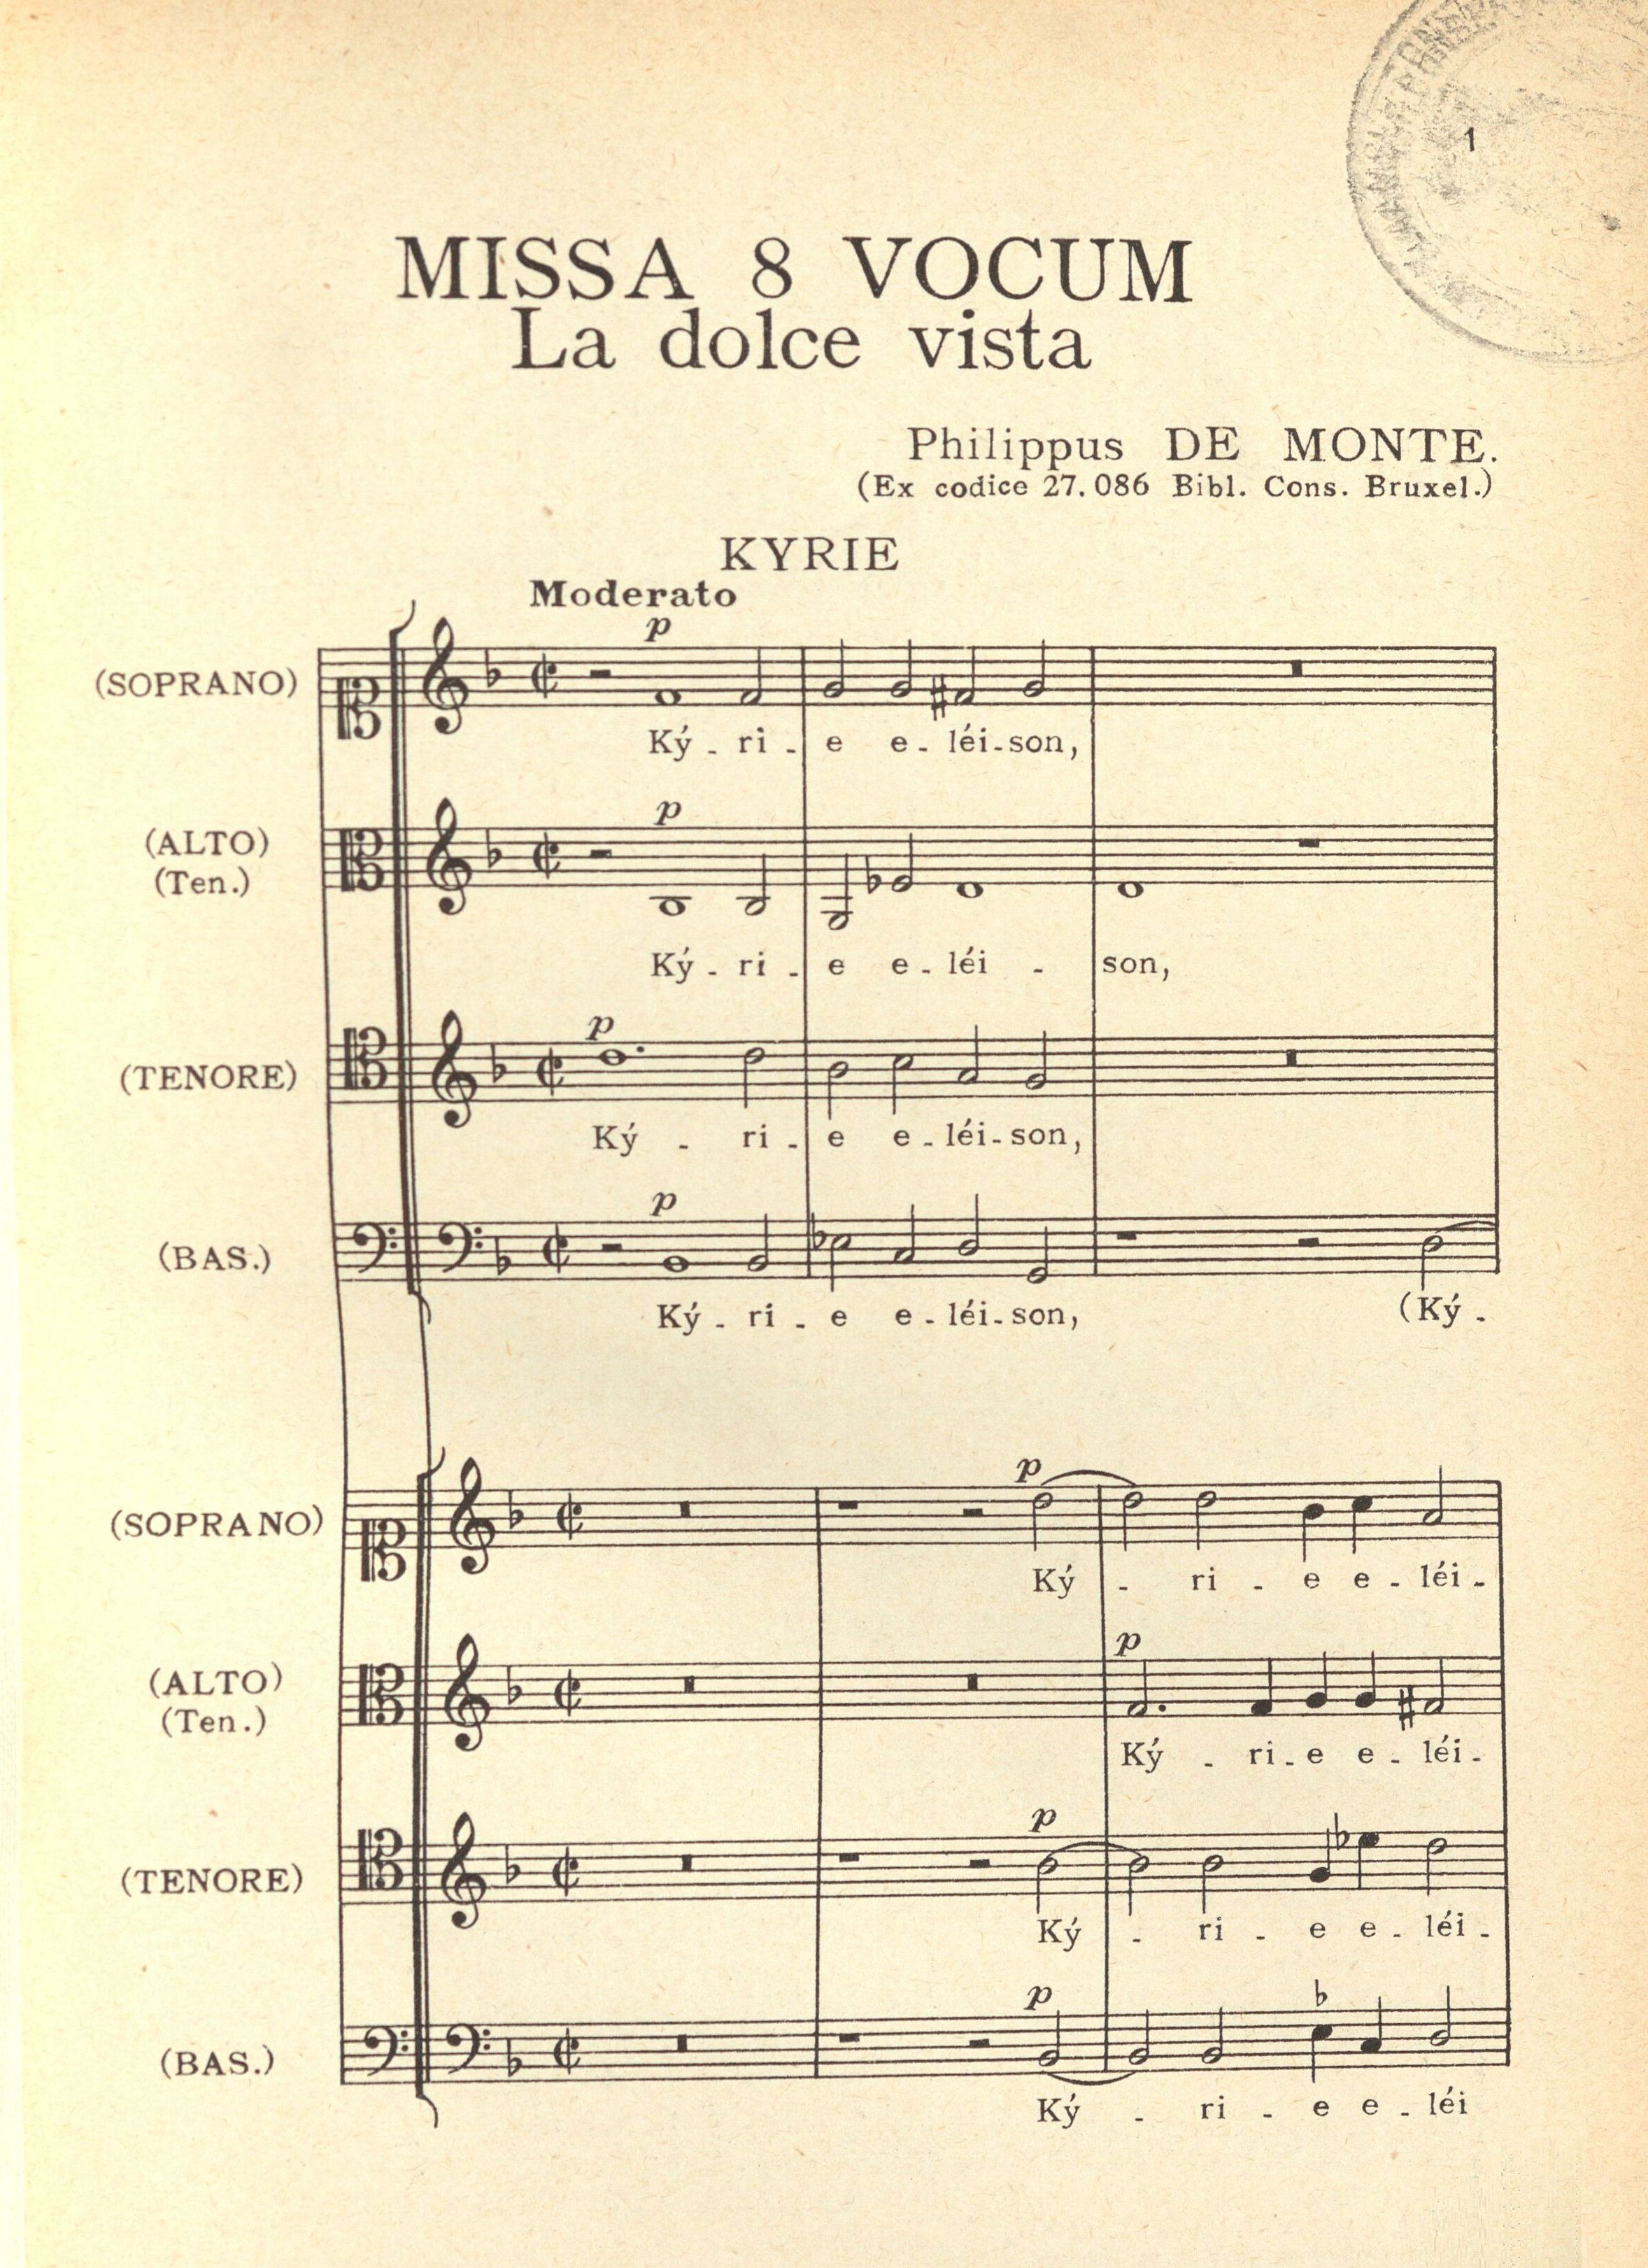 1
MISSA 8 VOCUM
La dolce vista
Philippus DE MONTE.
(Ex codice 27.086 Bibl. Cons. Bruxel.)
KYRIE
Moderato
p
(SOPRANO)
Ký - ri - e e - léi - son,
p
(ALTO)
(Ten.)
Ký - ri - e e - léi - son,
p
(TENORE)
Ký - ri - e e - léi - son,
p
(BAS.)
Ký - ri - e e - léi - son, (Ký -
p
(SOPRANO)
Ký - ri - e e - léi -
p
(ALTO)
(Ten.)
Ký - ri - e e - léi -
p
(TENORE)
Ký - ri - e e - léi -
p
(BAS.)
Ký - ri - e e - léi